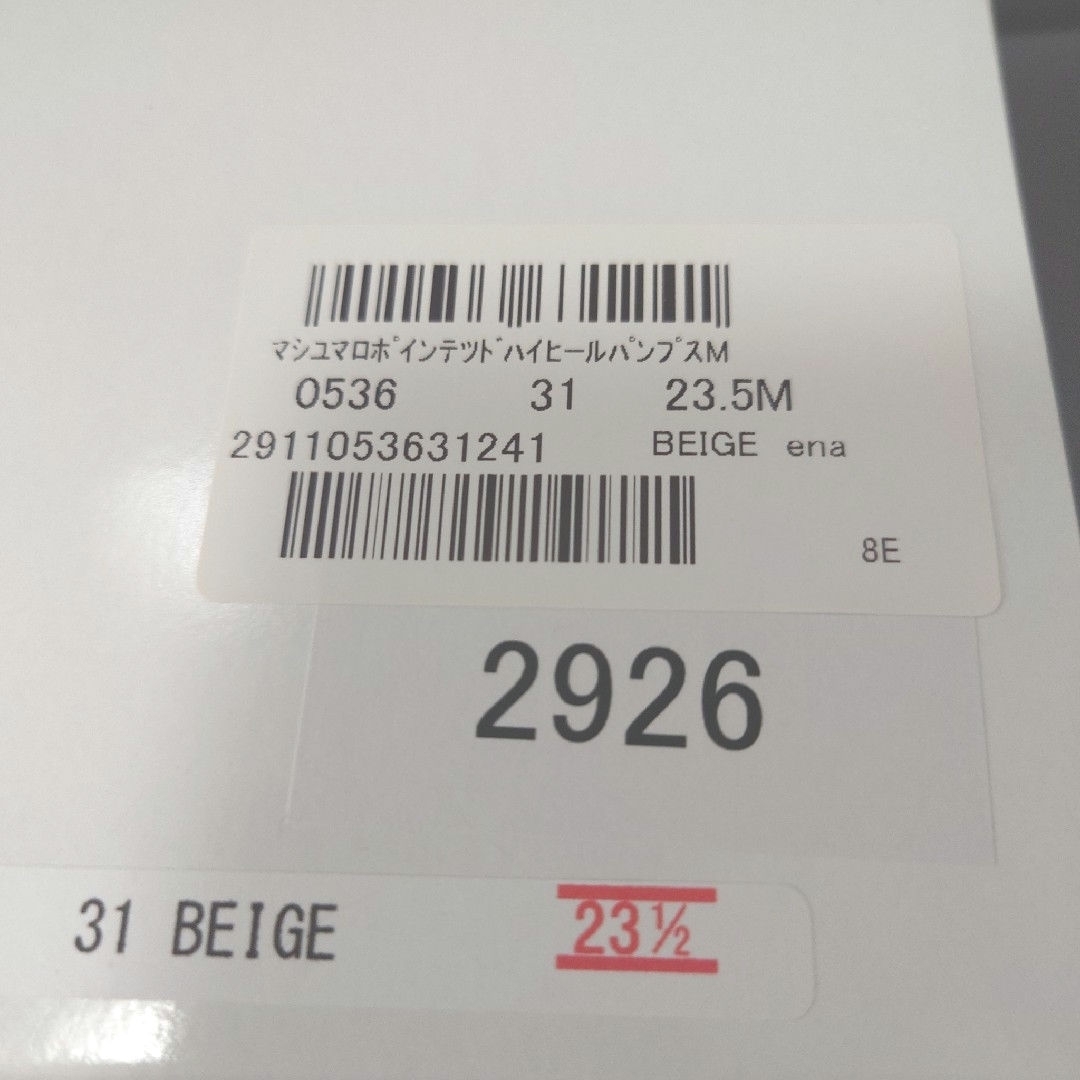 マシユマロポインテツドハイヒールパンプスM
0536 31 23.5M
2911053631241 BEIGE ena
8E
2926
31 BEIGE 23½